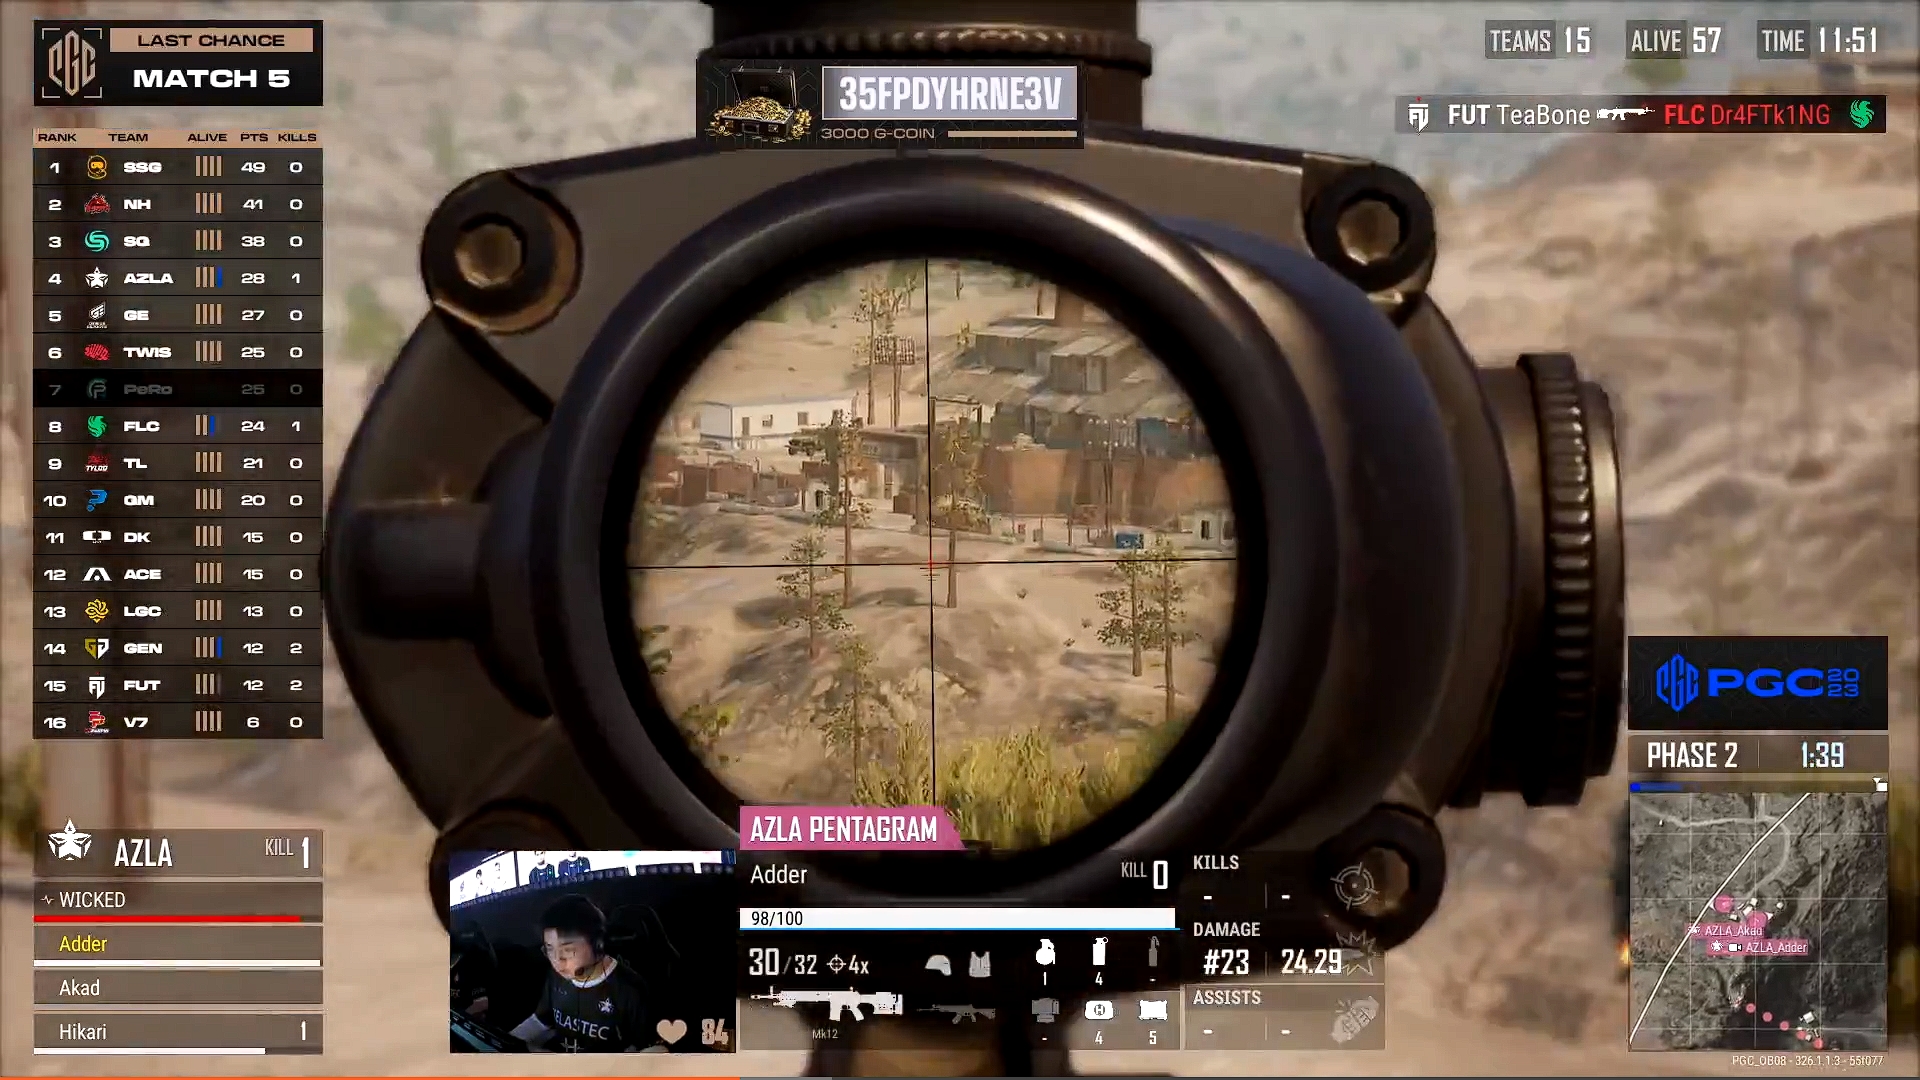 LAST CHANCE
MATCH 5
RANK TEAM ALIVE PTS KILLS
1 SSG 49 0
2 NH 41 0
3 SQ 38 0
4 AZLA 28 1
5 GE 27 0
6 TWIS 25 0
7 PeRo 25 0
8 FLC 24 1
9 TL 21 0
10 QM 20 0
11 DK 15 0
12 ACE 15 0
13 LGC 13 0
14 GEN 12 2
15 FUT 12 2
16 V7 6 0
35FPDYHRNE3V
3000 G-COIN
TEAMS 15 ALIVE 57 TIME 11:51
FUT TeaBone FLC Dr4FTk1NG
PGC 2023
PHASE 2 1:39
AZLA_Akad
AZLA_Adder
PGC_OB08 - 326.1.1.3 - 55f077
AZLA KILL 1
WICKED
Adder
Akad
Hikari 1
ELASTEC
84
AZLA PENTAGRAM
Adder KILL 0
98/100
30/32 4x
Mk12
1 4 -
- 4 5
KILLS
- -
DAMAGE
#23 24.29
ASSISTS
- -